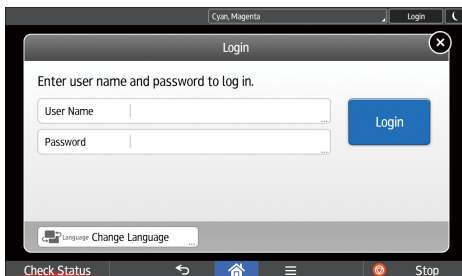 Cyan, Magenta
Login
Login
Enter user name and password to log in.
User Name
...
Password
...
Login
Language Change Language
...
Check Status
Stop